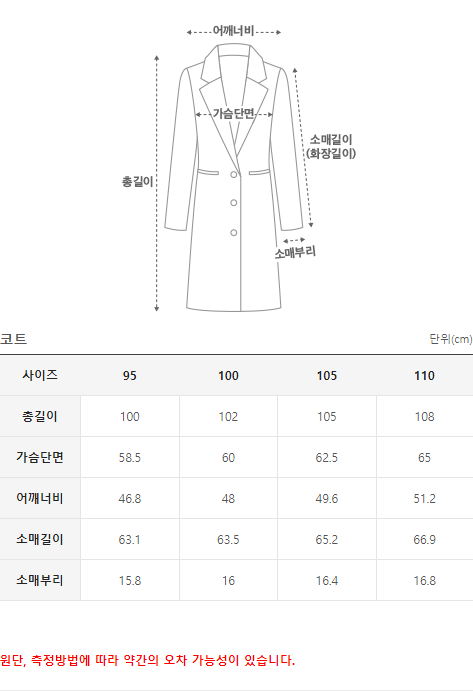 어깨너비
가슴단면
소매길이
(화장길이)
총길이
소매부리
코트 단위(cm)
사이즈 95 100 105 110
총길이 100 102 105 108
가슴단면 58.5 60 62.5 65
어깨너비 46.8 48 49.6 51.2
소매길이 63.1 63.5 65.2 66.9
소매부리 15.8 16 16.4 16.8
원단, 측정방법에 따라 약간의 오차 가능성이 있습니다.